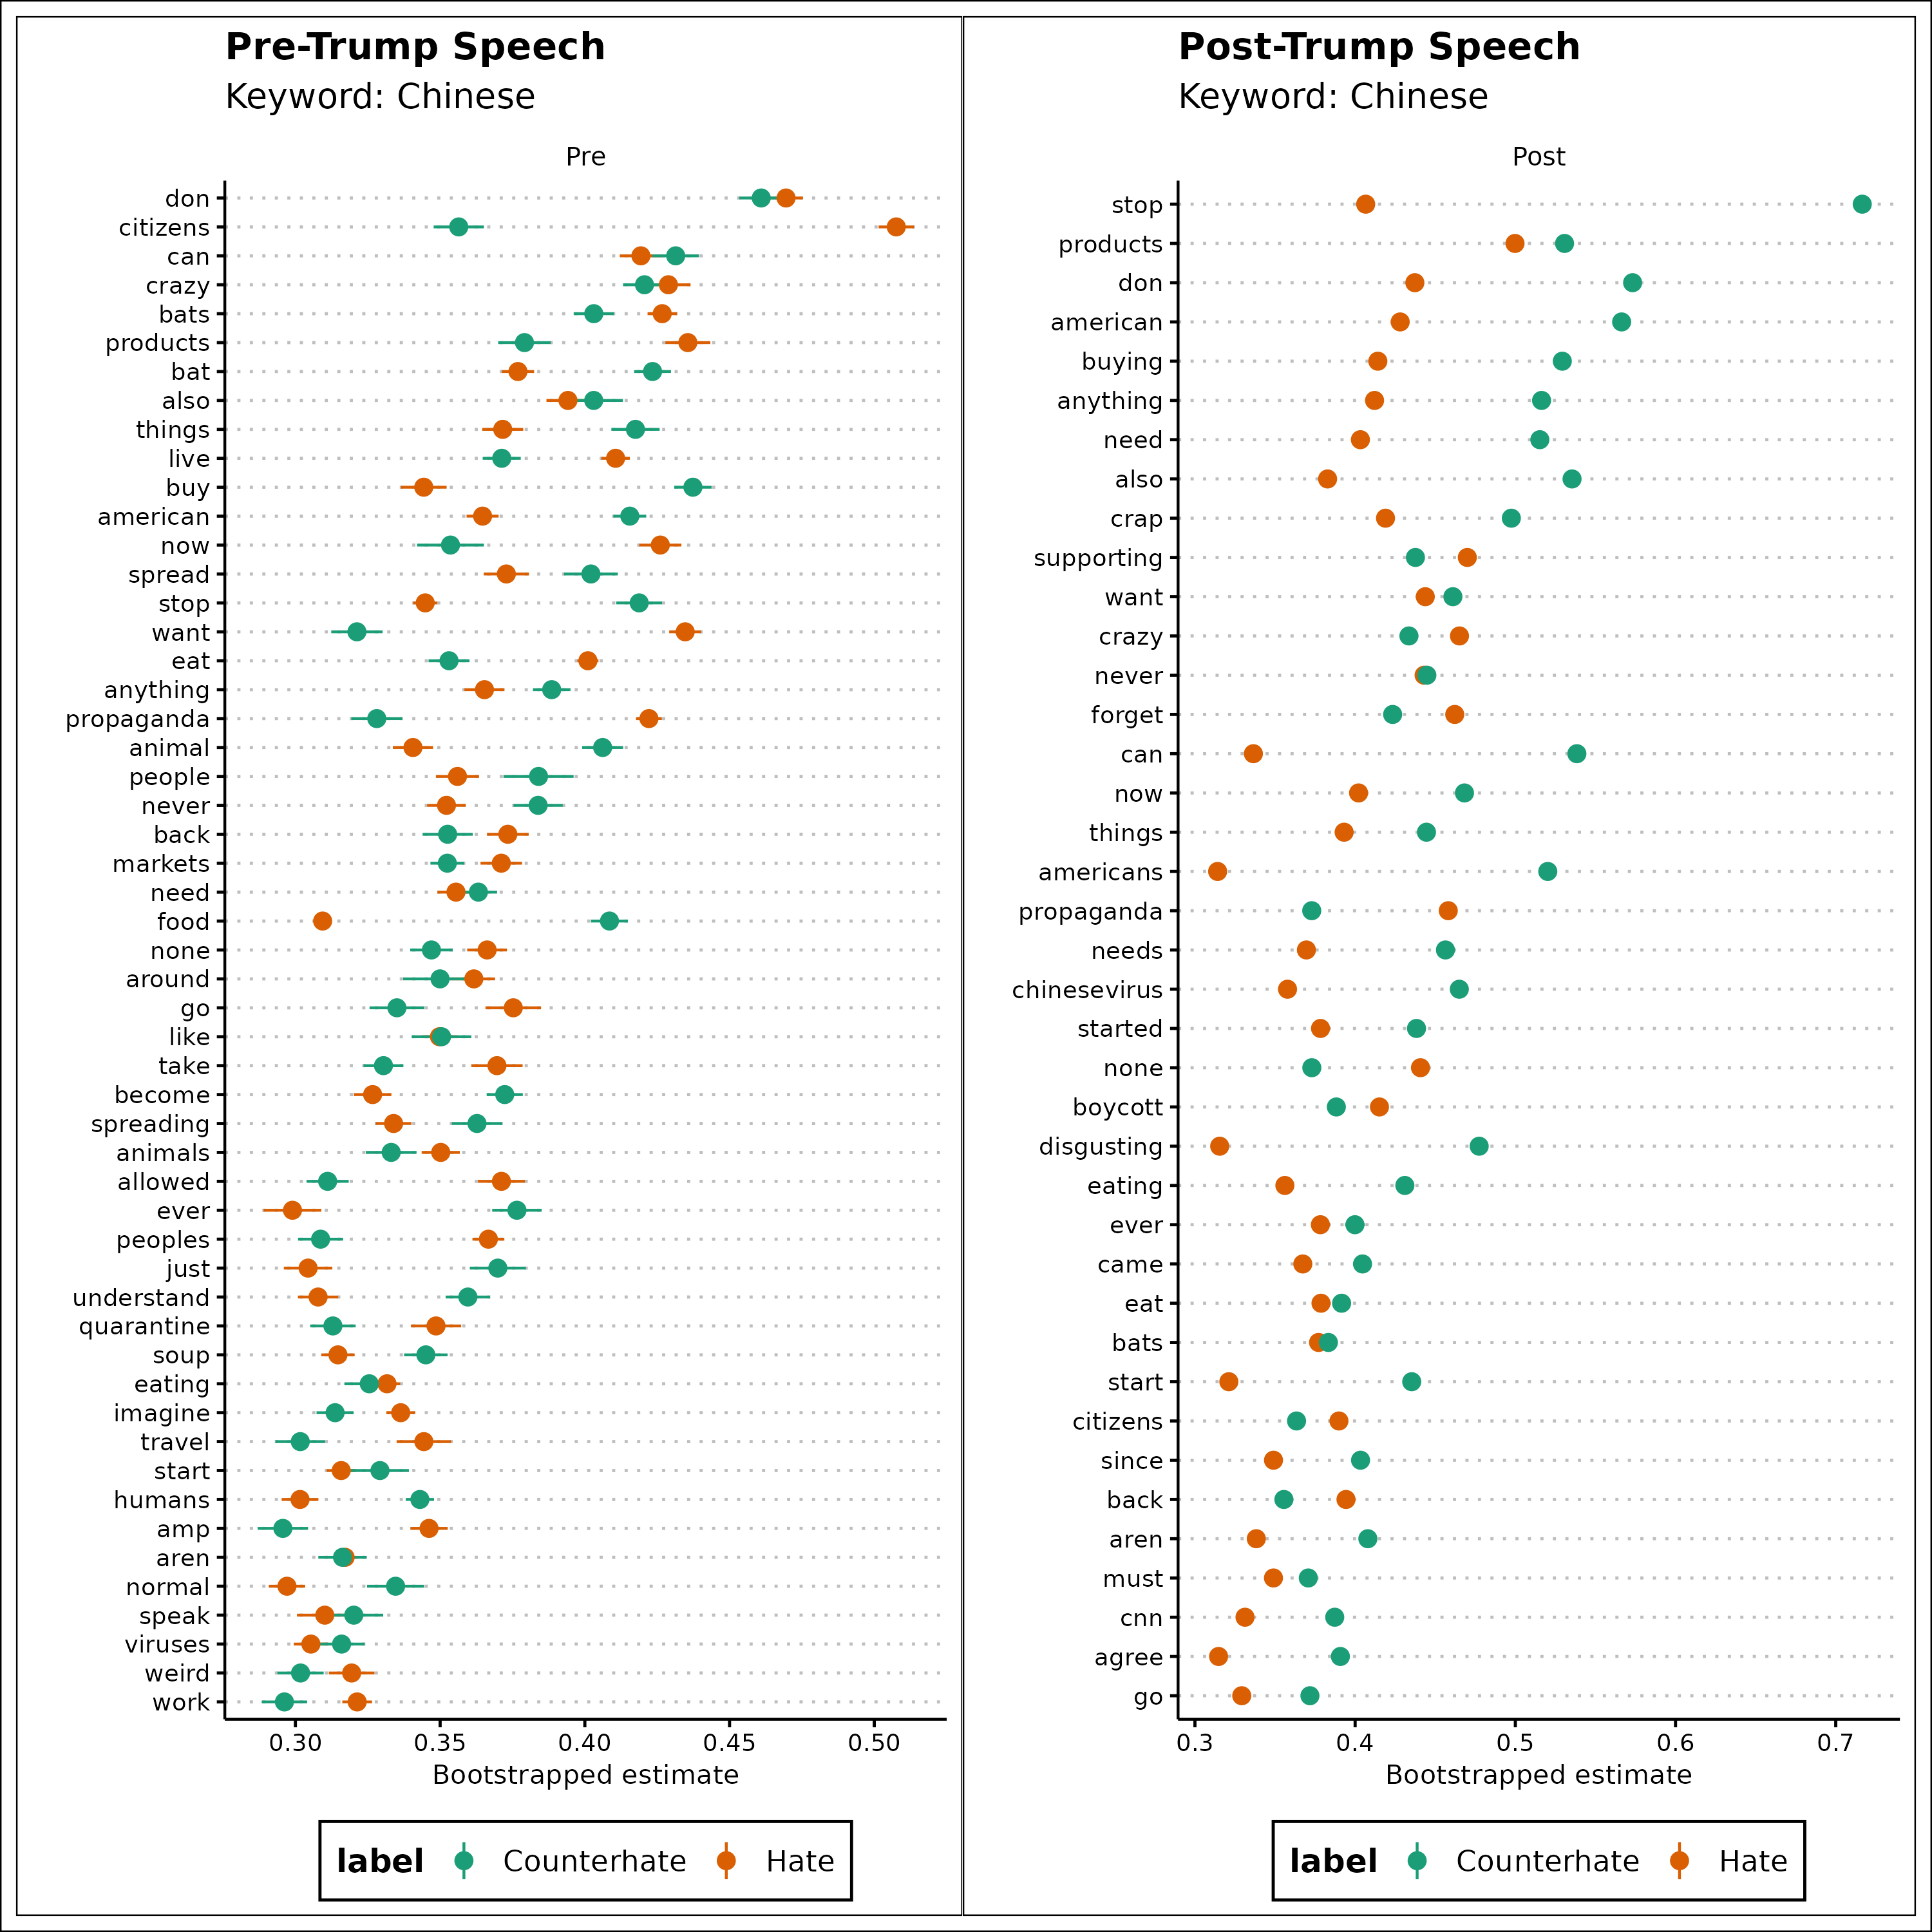 Pre-Trump Speech
Keyword: Chinese
Pre
don
citizens
can
crazy
bats
products
bat
also
things
live
buy
american
now
spread
stop
want
eat
anything
propaganda
animal
people
never
back
markets
need
food
none
around
go
like
take
become
spreading
animals
allowed
ever
peoples
just
understand
quarantine
soup
eating
imagine
travel
start
humans
amp
aren
normal
speak
viruses
weird
work
0.30 0.35 0.40 0.45 0.50
Bootstrapped estimate
label Counterhate Hate
Post-Trump Speech
Keyword: Chinese
Post
stop
products
don
american
buying
anything
need
also
crap
supporting
want
crazy
never
forget
can
now
things
americans
propaganda
needs
chinesevirus
started
none
boycott
disgusting
eating
ever
came
eat
bats
start
citizens
since
back
aren
must
cnn
agree
go
0.3 0.4 0.5 0.6 0.7
Bootstrapped estimate
label Counterhate Hate